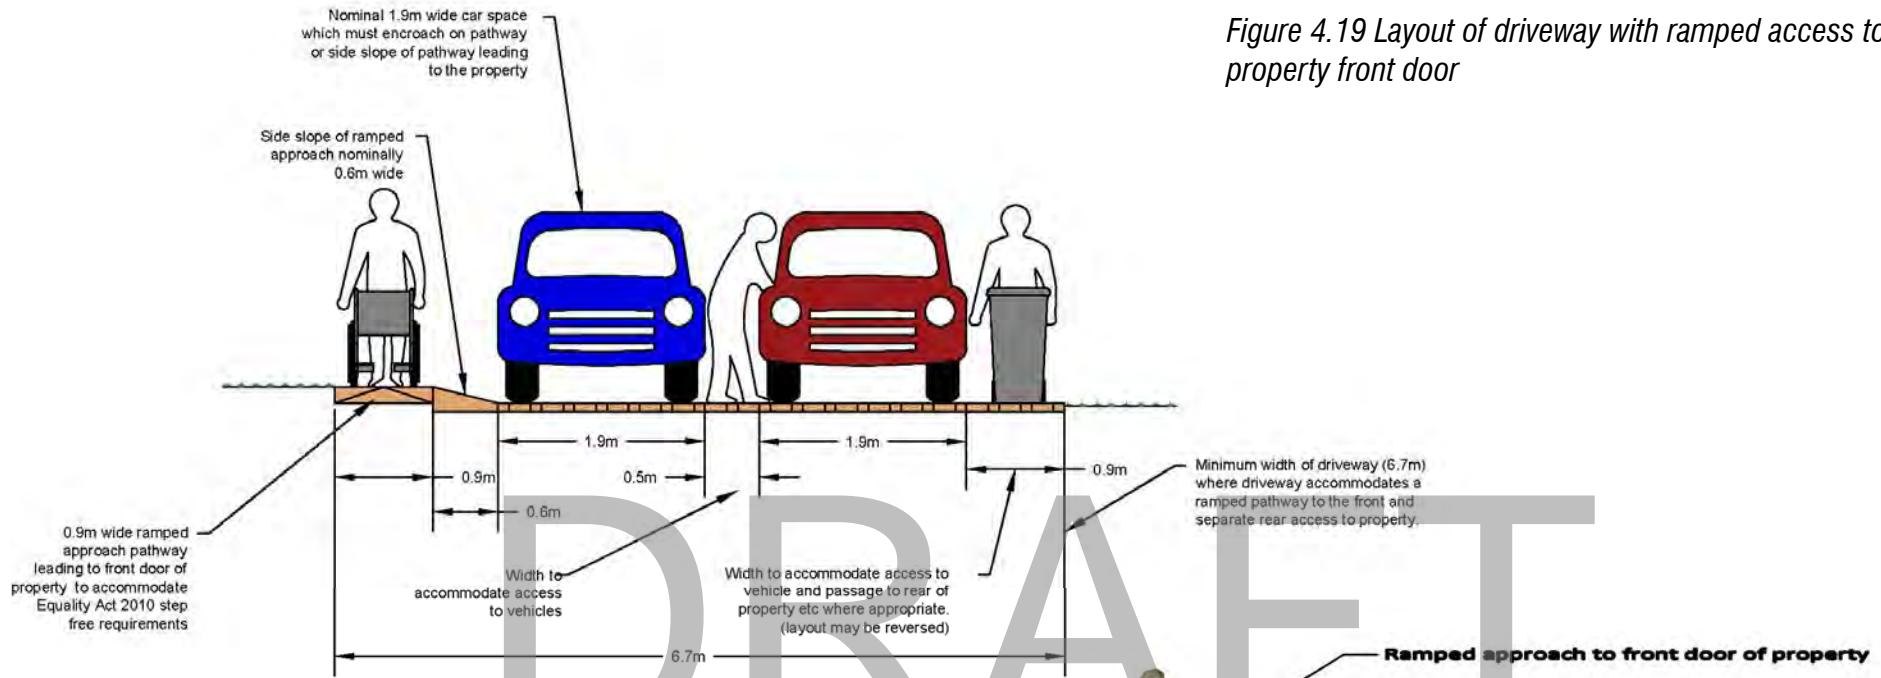 Nominal 1.9m wide car space
which must encroach on pathway
or side slope of pathway leading
to the property
Figure 4.19 Layout of driveway with ramped access to
property front door
Side slope of ramped
approach nominally
0.6m wide
1.9m
1.9m
0.9m
0.5m
0.9m
0.6m
Minimum width of driveway (6.7m)
where driveway accommodates a
ramped pathway to the front and
separate rear access to property.
0.9m wide ramped
approach pathway
leading to front door of
property to accommodate
Equality Act 2010 step
free requirements
Width to
accommodate access
to vehicles
Width to accommodate access to
vehicle and passage to rear of
property etc where appropriate.
(layout may be reversed)
6.7m
DRAFT
Ramped approach to front door of property